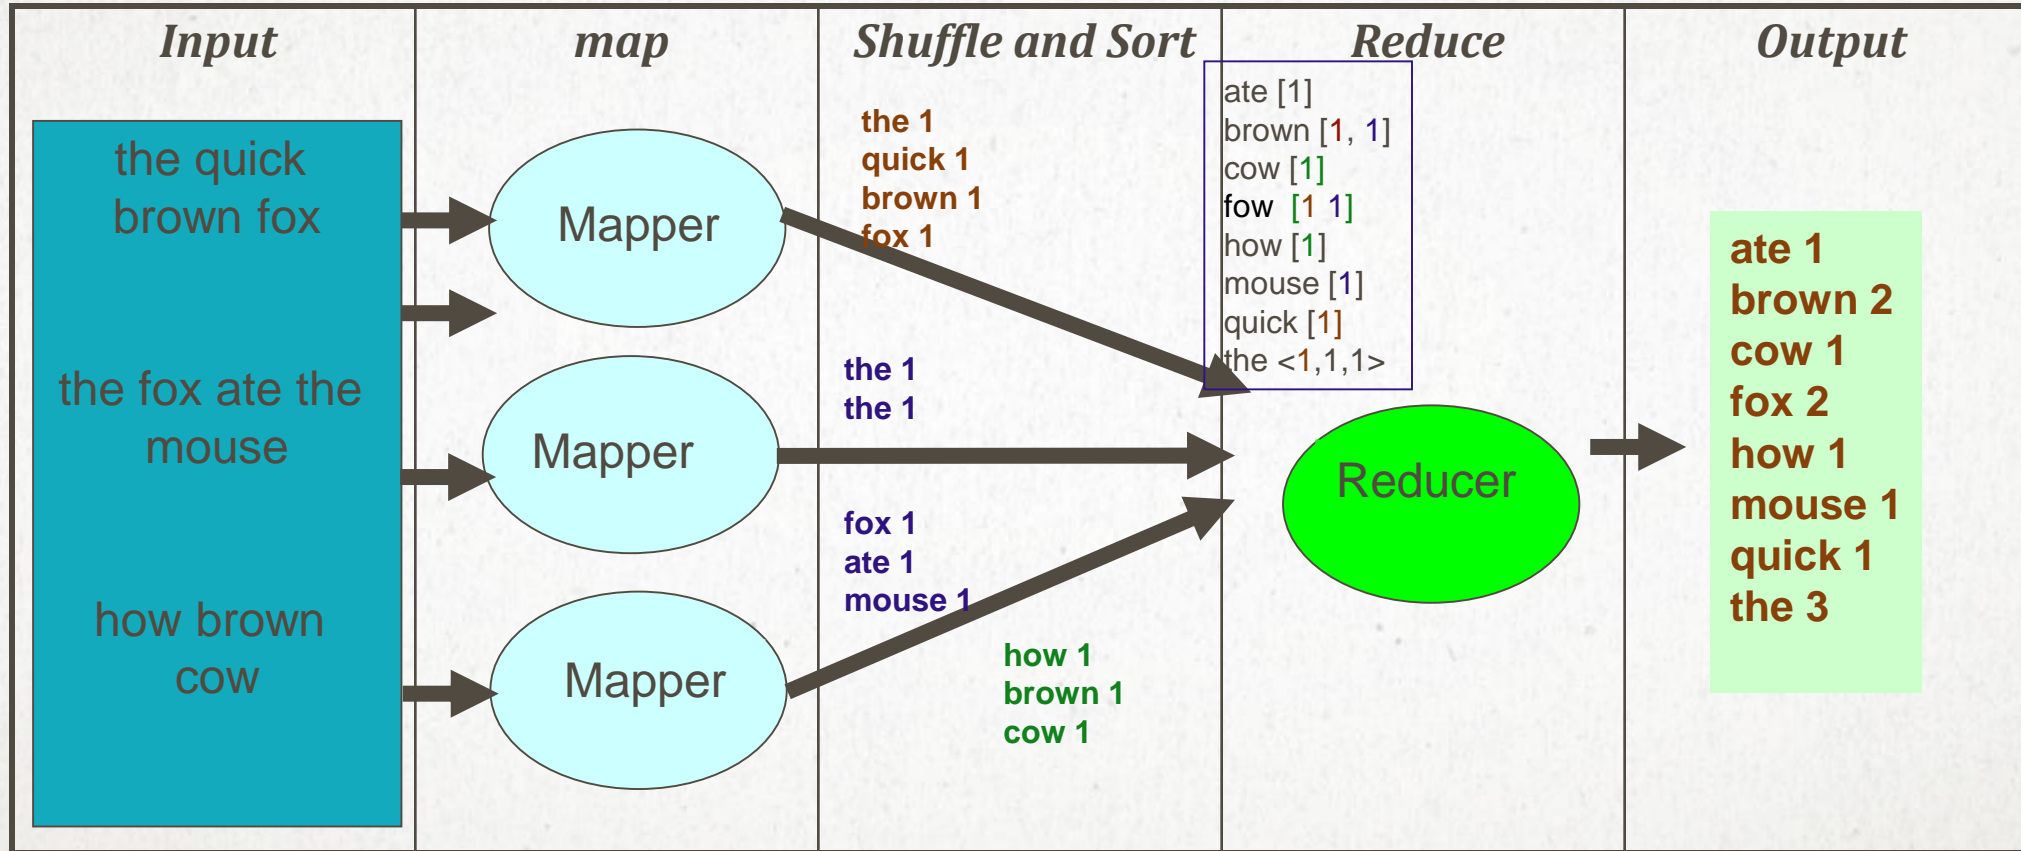 Input
map
Shuffle and Sort
Reduce
Output
the quick
brown fox
the fox ate the
mouse
how brown
cow
Mapper
Mapper
Mapper
the 1
quick 1
brown 1
fox 1
the 1
the 1
fox 1
ate 1
mouse 1
how 1
brown 1
cow 1
ate [1]
brown [1, 1]
cow [1]
fow [1 1]
how [1]
mouse [1]
quick [1]
the <1,1,1>
Reducer
ate 1
brown 2
cow 1
fox 2
how 1
mouse 1
quick 1
the 3